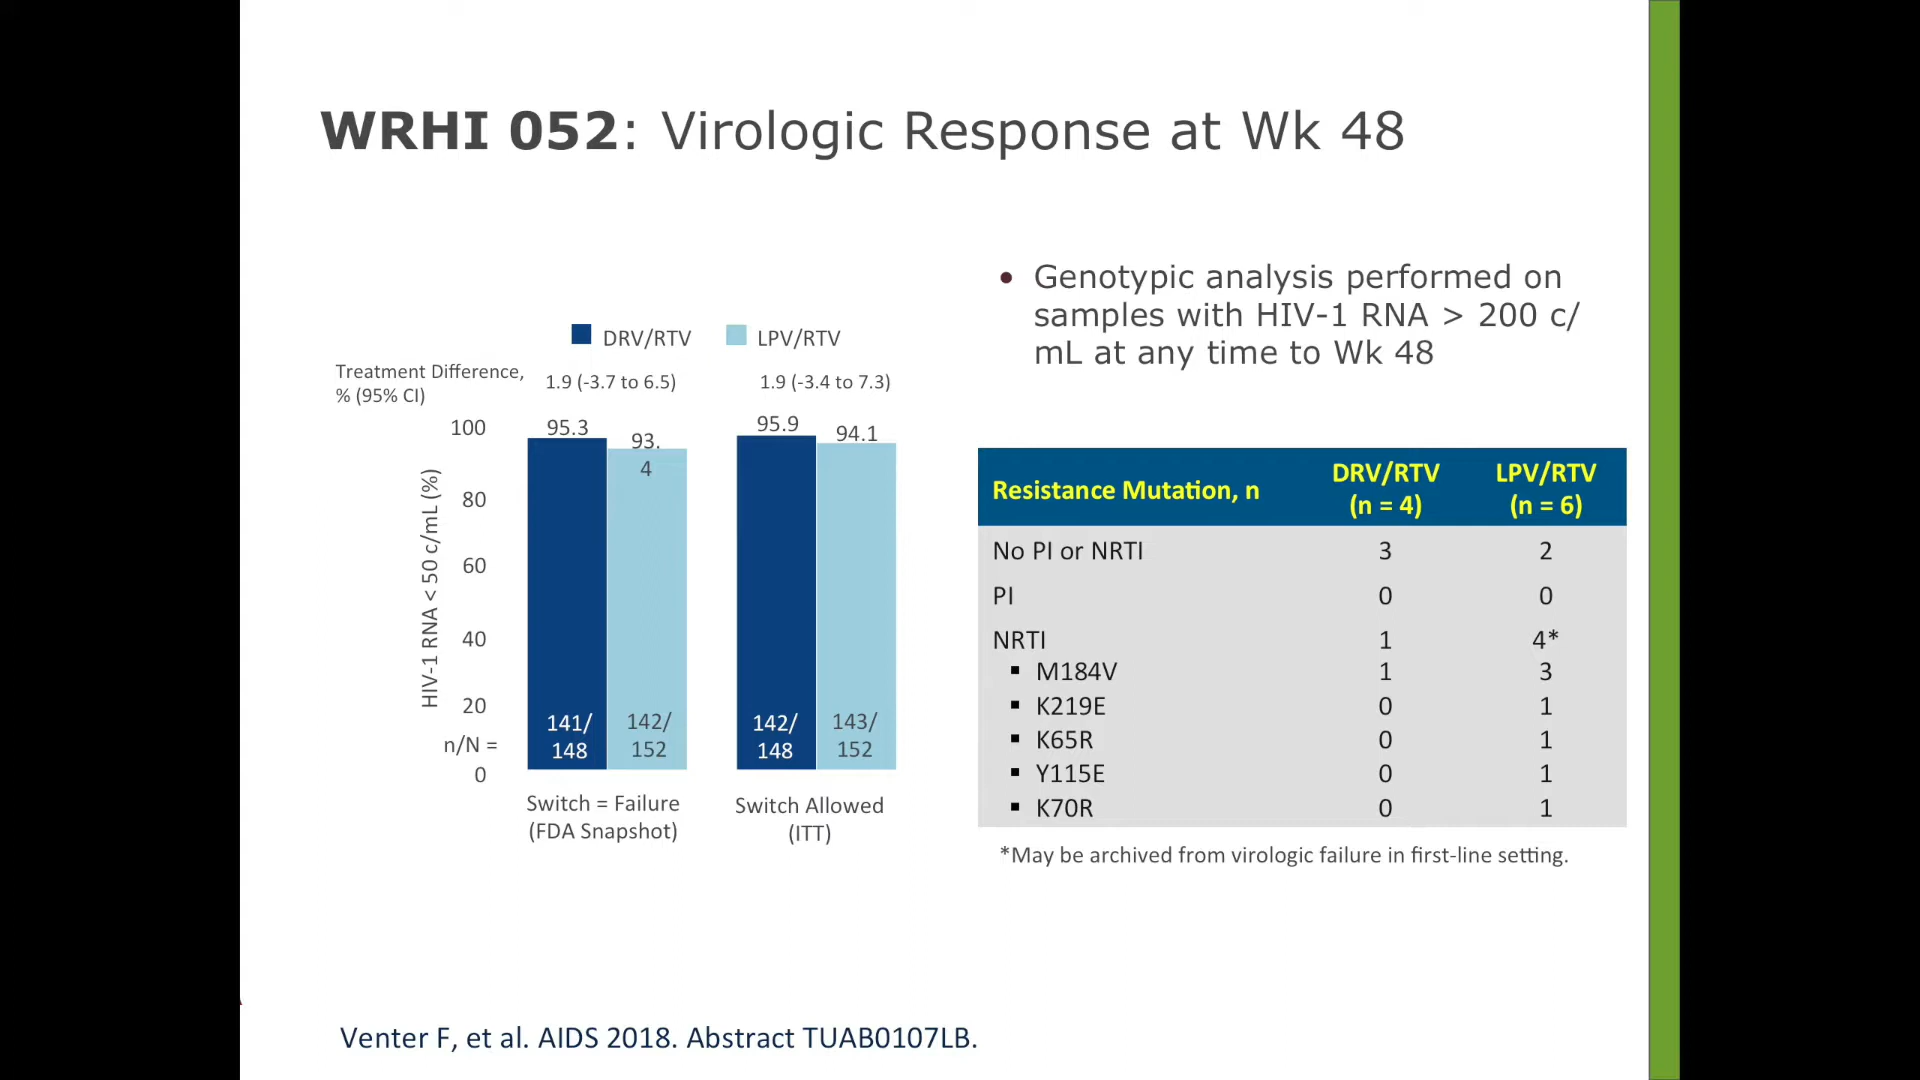 WRHI 052: Virologic Response at Wk 48
• Genotypic analysis performed on
samples with HIV-1 RNA > 200 c/
mL at any time to Wk 48
DRV/RTV LPV/RTV
Treatment Difference,
% (95% CI)
1.9 (-3.7 to 6.5) 1.9 (-3.4 to 7.3)
HIV-1 RNA < 50 c/mL (%)
100
80
60
40
20
n/N =
0
95.3
93.
4
95.9
94.1
141/
148
142/
152
142/
148
143/
152
Switch = Failure
(FDA Snapshot)
Switch Allowed
(ITT)
Resistance Mutation, n DRV/RTV (n = 4) LPV/RTV (n = 6)
No PI or NRTI 3 2
PI 0 0
NRTI 1 4*
▪ M184V 1 3
▪ K219E 0 1
▪ K65R 0 1
▪ Y115E 0 1
▪ K70R 0 1
*May be archived from virologic failure in first-line setting.
Venter F, et al. AIDS 2018. Abstract TUAB0107LB.